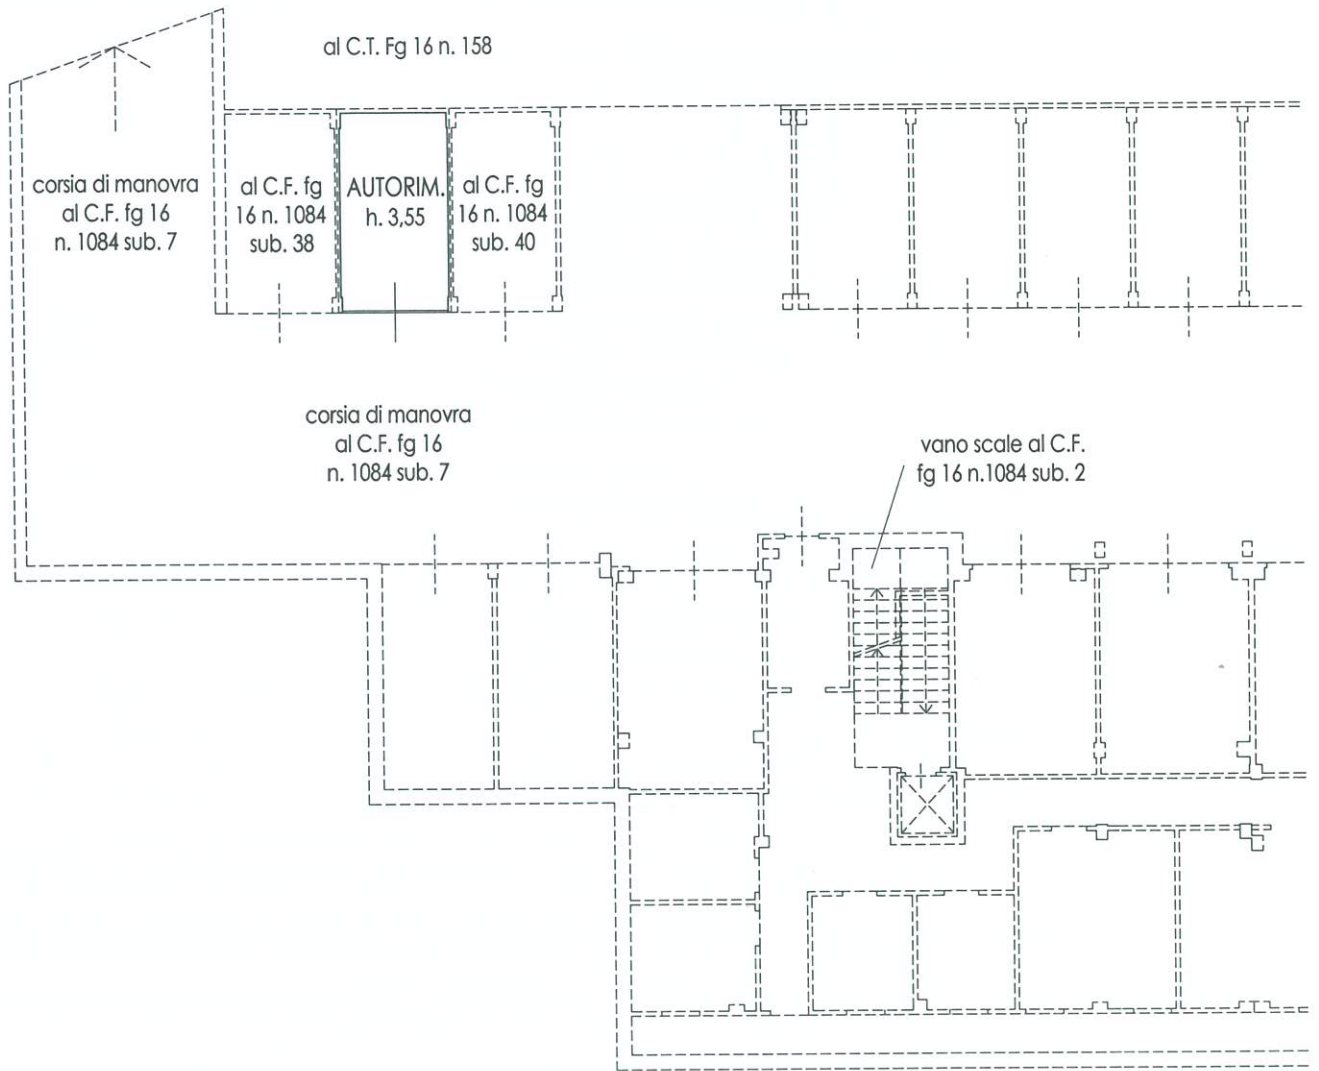 al C.T. Fg 16 n. 158
corsia di manovra
al C.F. fg 16
n. 1084 sub. 7
al C.F. fg
16 n. 1084
sub. 38
AUTORIM.
h. 3,55
al C.F. fg
16 n. 1084
sub. 40
corsia di manovra
al C.F. fg 16
n. 1084 sub. 7
vano scale al C.F.
fg 16 n.1084 sub. 2